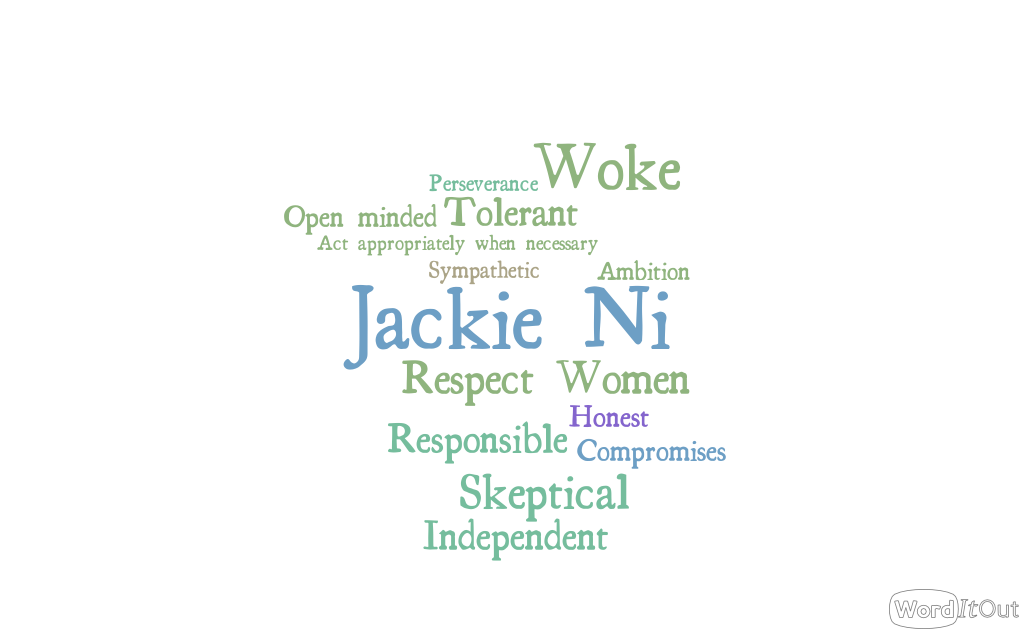 Woke
Perseverance
Open minded Tolerant
Act appropriately when necessary
Sympathetic Ambition
Jackie Ni
Respect Women
Honest
Responsible
Compromises
Skeptical
Independent
WordItOut